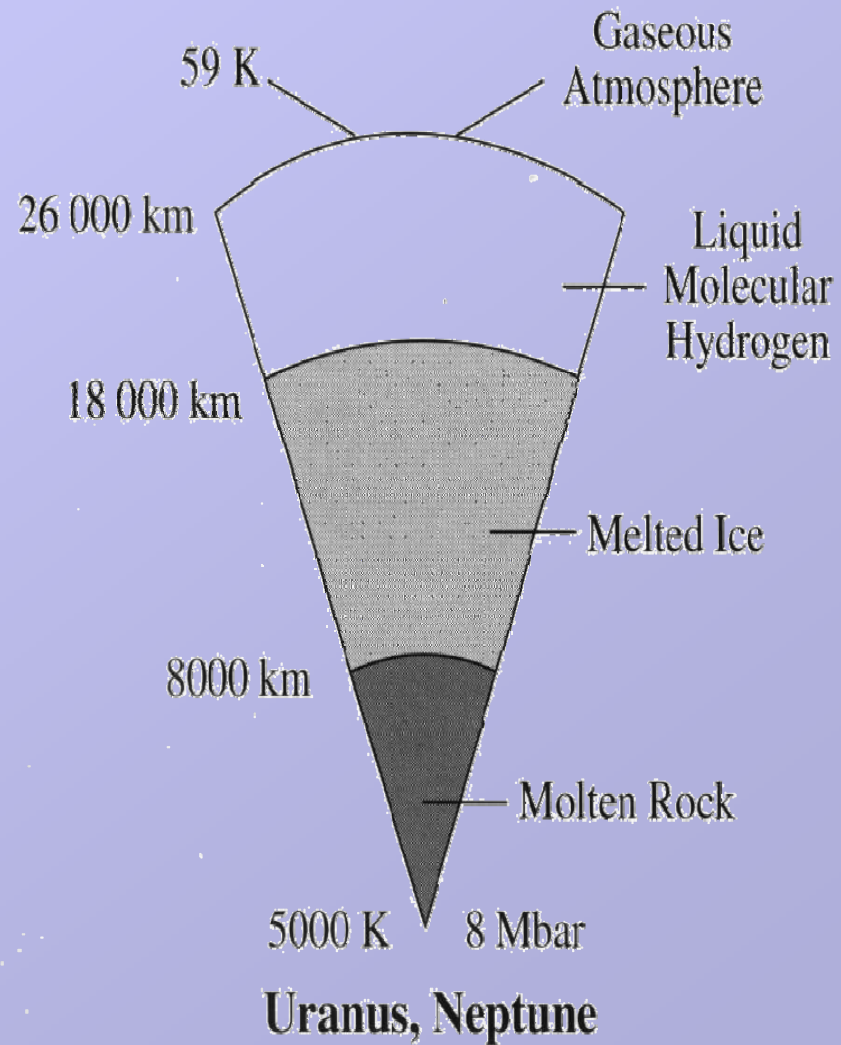 59 K
Gaseous
Atmosphere
26 000 km
Liquid
Molecular
Hydrogen
18 000 km
Melted Ice
8000 km
Molten Rock
5000 K
8 Mbar
Uranus, Neptune